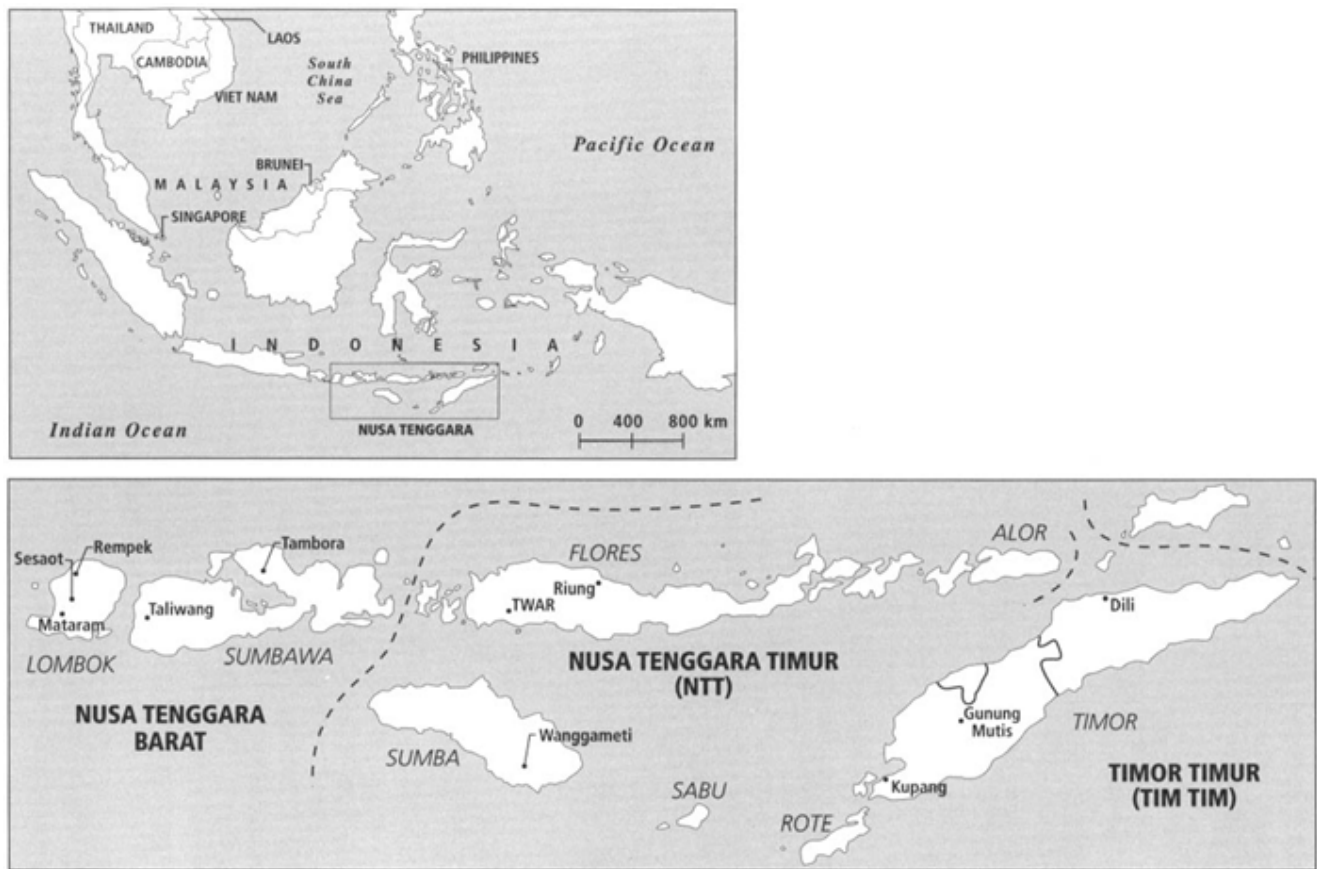 THAILAND
LAOS
CAMBODIA
VIET NAM
South
China
Sea
PHILIPPINES
Pacific Ocean
BRUNEI
MALAYSIA
SINGAPORE
INDONESIA
Indian Ocean
NUSA TENGGARA
0 400 800 km
Sesaot
Rempek
Tambora
Mataram
Taliwang
LOMBOK
SUMBAWA
NUSA TENGGARA
BARAT
FLORES
Riung
TWAR
ALOR
Dili
NUSA TENGGARA TIMUR
(NTT)
SUMBA
Wanggameti
SABU
ROTE
Gunung
Mutis
Kupang
TIMOR
TIMOR TIMUR
(TIM TIM)